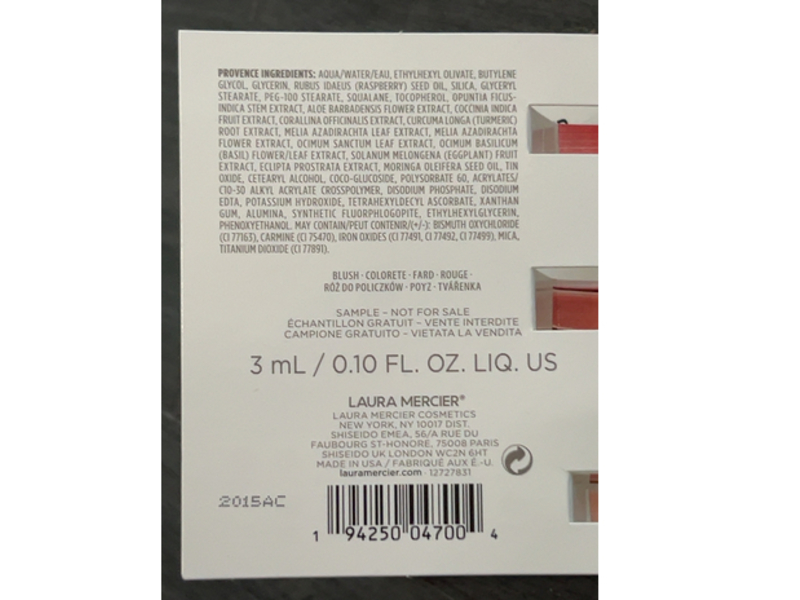 PROVENCE INGREDIENTS: AQUA/WATER/EAU, ETHYLHEXYL OLIVATE, BUTYLENE
GLYCOL, GLYCERIN, RUBUS IDAEUS (RASPBERRY) SEED OIL, SILICA, GLYCERYL
STEARATE, PEG-100 STEARATE, SQUALANE, TOCOPHEROL, OPUNTIA FICUS-
INDICA STEM EXTRACT, ALOE BARBADENSIS FLOWER EXTRACT, COCCINIA INDICA
FRUIT EXTRACT, CORALLINA OFFICINALIS EXTRACT, CURCUMA LONGA (TURMERIC)
ROOT EXTRACT, MELIA AZADIRACHTA LEAF EXTRACT, MELIA AZADIRACHTA
FLOWER EXTRACT, OCIMUM SANCTUM LEAF EXTRACT, OCIMUM BASILICUM
(BASIL) FLOWER/LEAF EXTRACT, SOLANUM MELONGENA (EGGPLANT) FRUIT
EXTRACT, ECLIPTA PROSTRATA EXTRACT, MORINGA OLEIFERA SEED OIL, TIN
OXIDE, CETEARYL ALCOHOL, COCO-GLUCOSIDE, POLYSORBATE 60, ACRYLATES/
C10-30 ALKYL ACRYLATE CROSSPOLYMER, DISODIUM PHOSPHATE, DISODIUM
EDTA, POTASSIUM HYDROXIDE, TETRAHEXYLDECYL ASCORBATE, XANTHAN
GUM, ALUMINA, SYNTHETIC FLUORPHLOGOPITE, ETHYLHEXYLGLYCERIN,
PHENOXYETHANOL. MAY CONTAIN/PEUT CONTENIR/(+/-): BISMUTH OXYCHLORIDE
(CI 77163), CARMINE (CI 75470), IRON OXIDES (CI 77491, CI 77492, CI 77499), MICA,
TITANIUM DIOXIDE (CI 77891).
BLUSH · COLORETE · FARD · ROUGE ·
RÓŻ DO POLICZKÓW · POYZ · TVÁŘENKA
SAMPLE – NOT FOR SALE
ÉCHANTILLON GRATUIT – VENTE INTERDITE
CAMPIONE GRATUITO – VIETATA LA VENDITA
3 mL / 0.10 FL. OZ. LIQ. US
LAURA MERCIER®
LAURA MERCIER COSMETICS
NEW YORK, NY 10017 DIST.
SHISEIDO EMEA, 56/A RUE DU
FAUBOURG ST-HONORÉ, 75008 PARIS
SHISEIDO UK LONDON WC2N 6HT
MADE IN USA / FABRIQUÉ AUX É.-U.
lauramercier.com · 12727831
2015AC
1 94250 04700 4